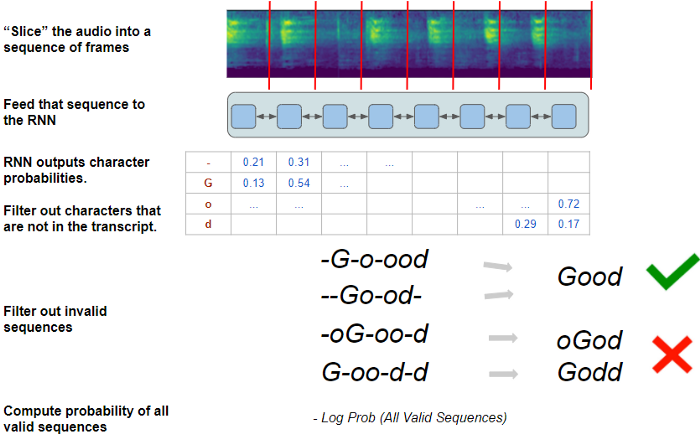 “Slice” the audio into a
sequence of frames
Feed that sequence to
the RNN
RNN outputs character
probabilities.
- 0.21 0.31 ... ...
G 0.13 0.54 ...
Filter out characters that
are not in the transcript.
o ... ... ... ... 0.72
d 0.29 0.17
-G-o-ood
--Go-od-
Good
Filter out invalid
sequences
-oG-oo-d oGod
G-oo-d-d Godd
Compute probability of all
valid sequences
- Log Prob (All Valid Sequences)